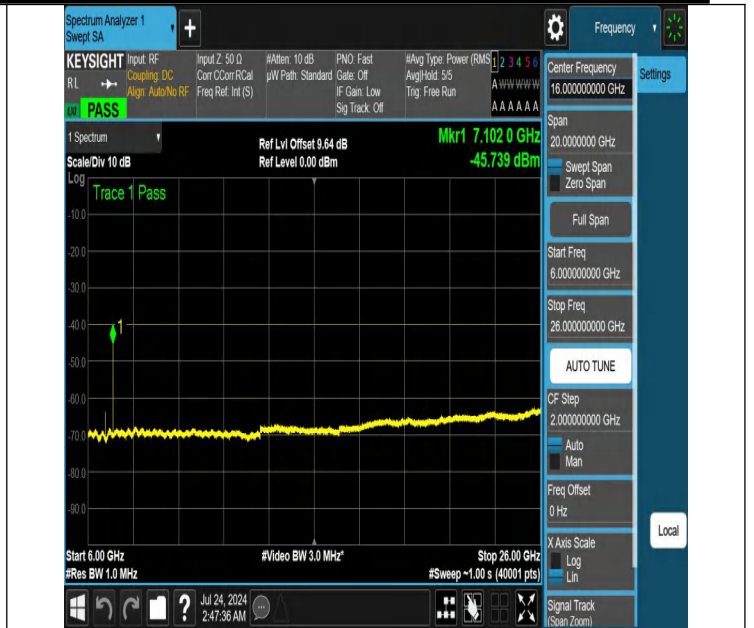 Spectrum Analyzer 1
Swept SA
+
Frequency
KEYSIGHT
RL
PASS
Input: RF
Coupling: DC
Align: Auto/No RF
Input Z: 50 Ω
Corr CCorr RCal
Freq Ref: Int (S)
#Atten: 10 dB
µW Path: Standard
PNO: Fast
Gate: Off
IF Gain: Low
Sig Track: Off
#Avg Type: Power (RMS
Avg|Hold: 5/5
Trig: Free Run
1 2 3 4 5 6
A W W W W W
A A A A A A
1 Spectrum
Scale/Div 10 dB
Ref Lvl Offset 9.64 dB
Ref Level 0.00 dBm
Mkr1 7.102 0 GHz
-45.739 dBm
Log
Trace 1 Pass
-10.0
-20.0
-30.0
-40.0
1
-50.0
-60.0
-70.0
-80.0
-90.0
Start 6.00 GHz
#Res BW 1.0 MHz
#Video BW 3.0 MHz*
Stop 26.00 GHz
#Sweep ~1.00 s (40001 pts)
?
Jul 24, 2024
2:47:36 AM
Center Frequency
16.000000000 GHz
Settings
Span
20.0000000 GHz
Swept Span
Zero Span
Full Span
Start Freq
6.000000000 GHz
Stop Freq
26.000000000 GHz
AUTO TUNE
CF Step
2.000000000 GHz
Auto
Man
Freq Offset
0 Hz
X Axis Scale
Log
Lin
Local
Signal Track
(Span Zoom)